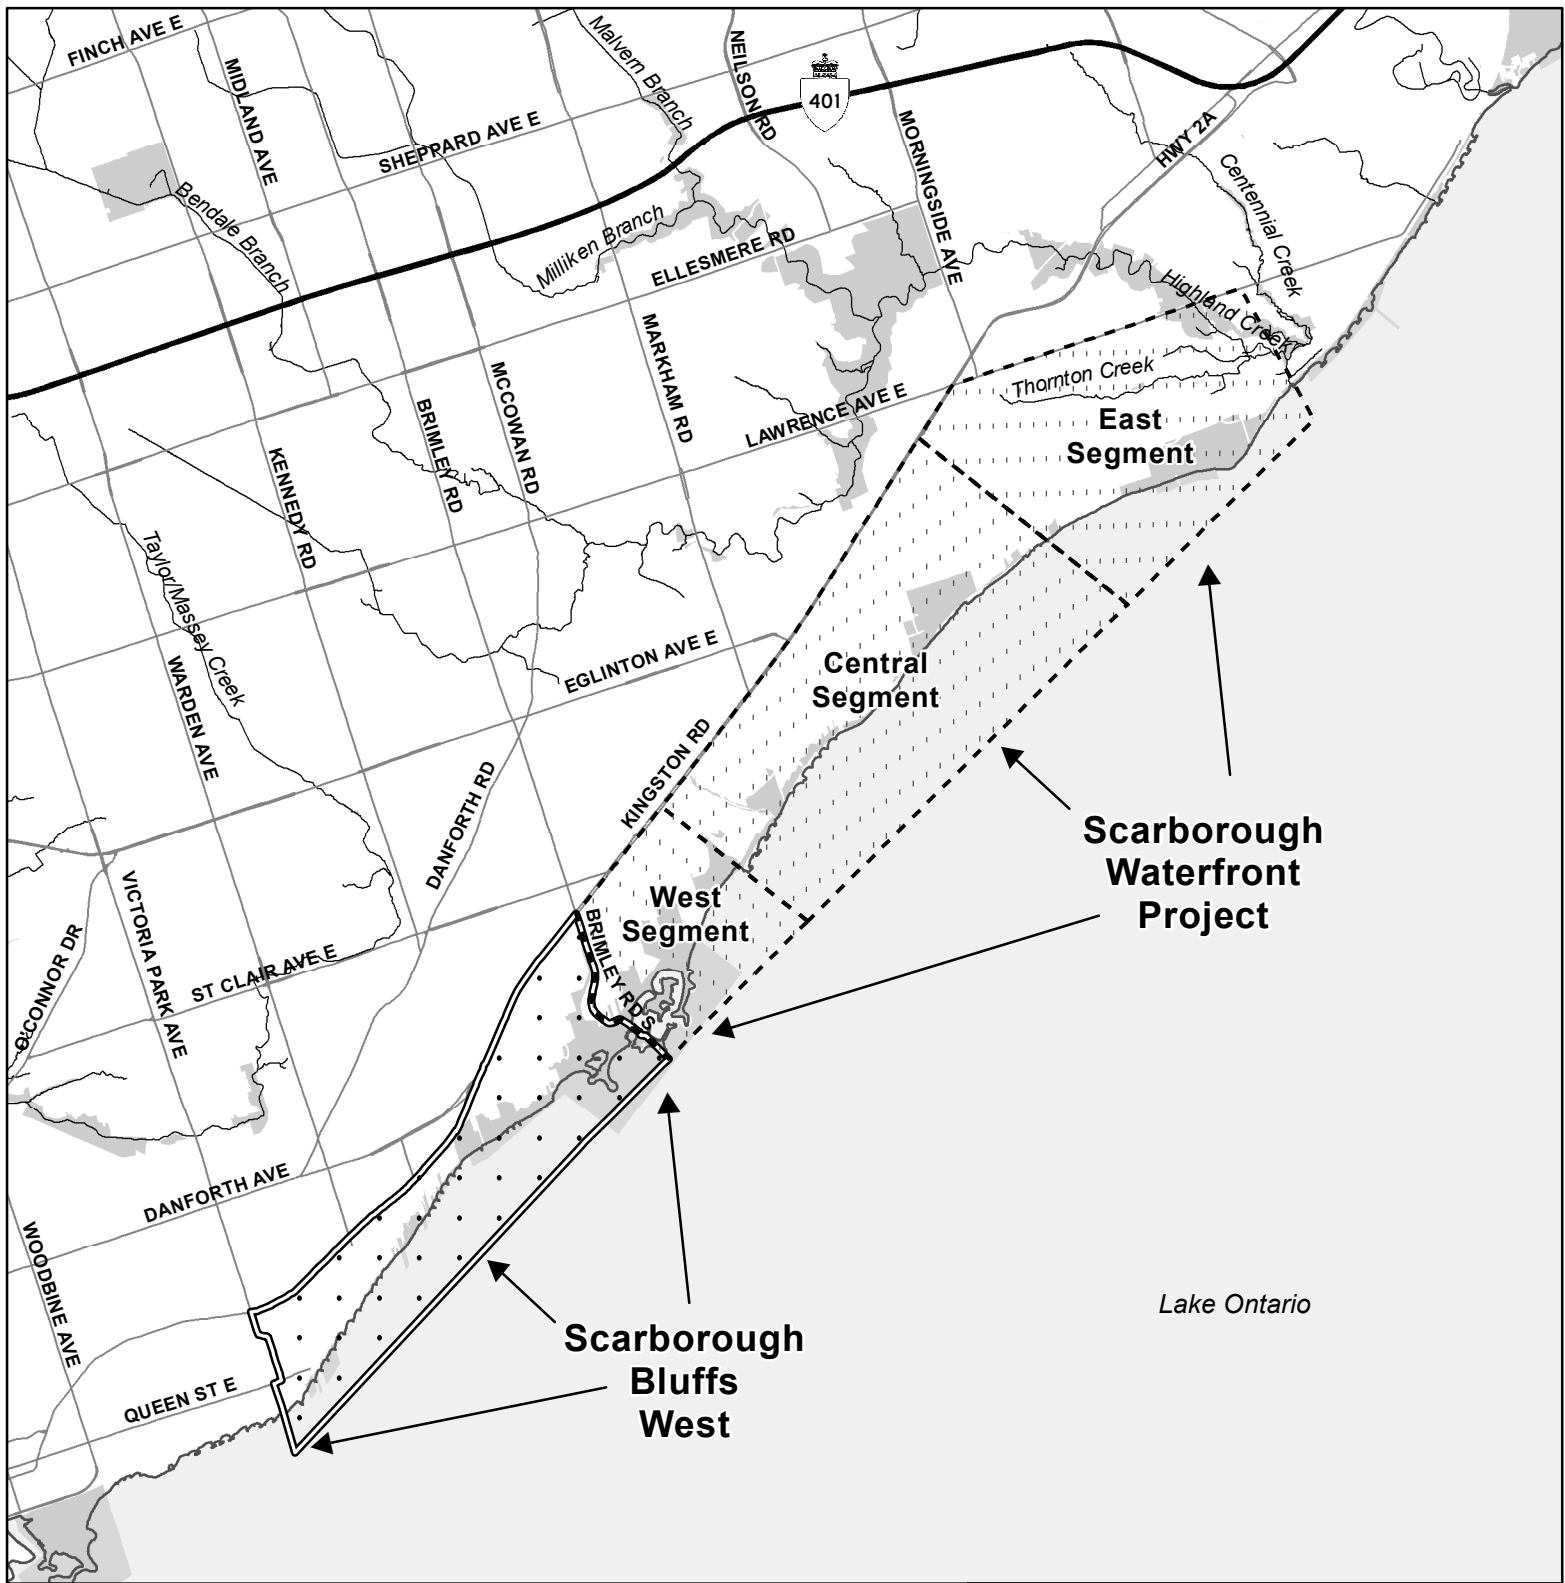 FINCH AVE E
MIDLAND AVE
Malvern Branch
NEILSON RD
401
SHEPPARD AVE E
MORNINGSIDE AVE
HWY 2A
Centennial Creek
Bendale Branch
Milliken Branch
ELLESMERE RD
Highland Creek
MARKHAM RD
MCCOWAN RD
BRIMLEY RD
LAWRENCE AVE E
Thornton Creek
East
Segment
KENNEDY RD
Taylor/Massey Creek
WARDEN AVE
EGLINTON AVE E
Central
Segment
KINGSTON RD
DANFORTH RD
Scarborough
Waterfront
Project
VICTORIA PARK AVE
West
Segment
BRIMLEY RD S
O'CONNOR DR
ST CLAIR AVE E
DANFORTH AVE
WOODBINE AVE
Lake Ontario
Scarborough
Bluffs
West
QUEEN ST E